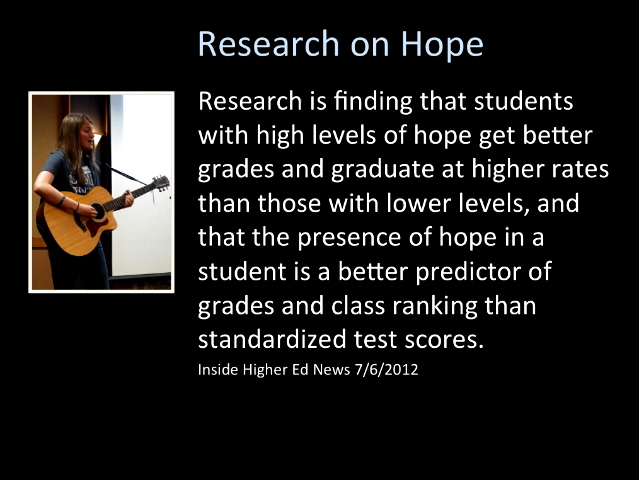 Research on Hope
Research is finding that students
with high levels of hope get better
grades and graduate at higher rates
than those with lower levels, and
that the presence of hope in a
student is a better predictor of
grades and class ranking than
standardized test scores.
Inside Higher Ed News 7/6/2012